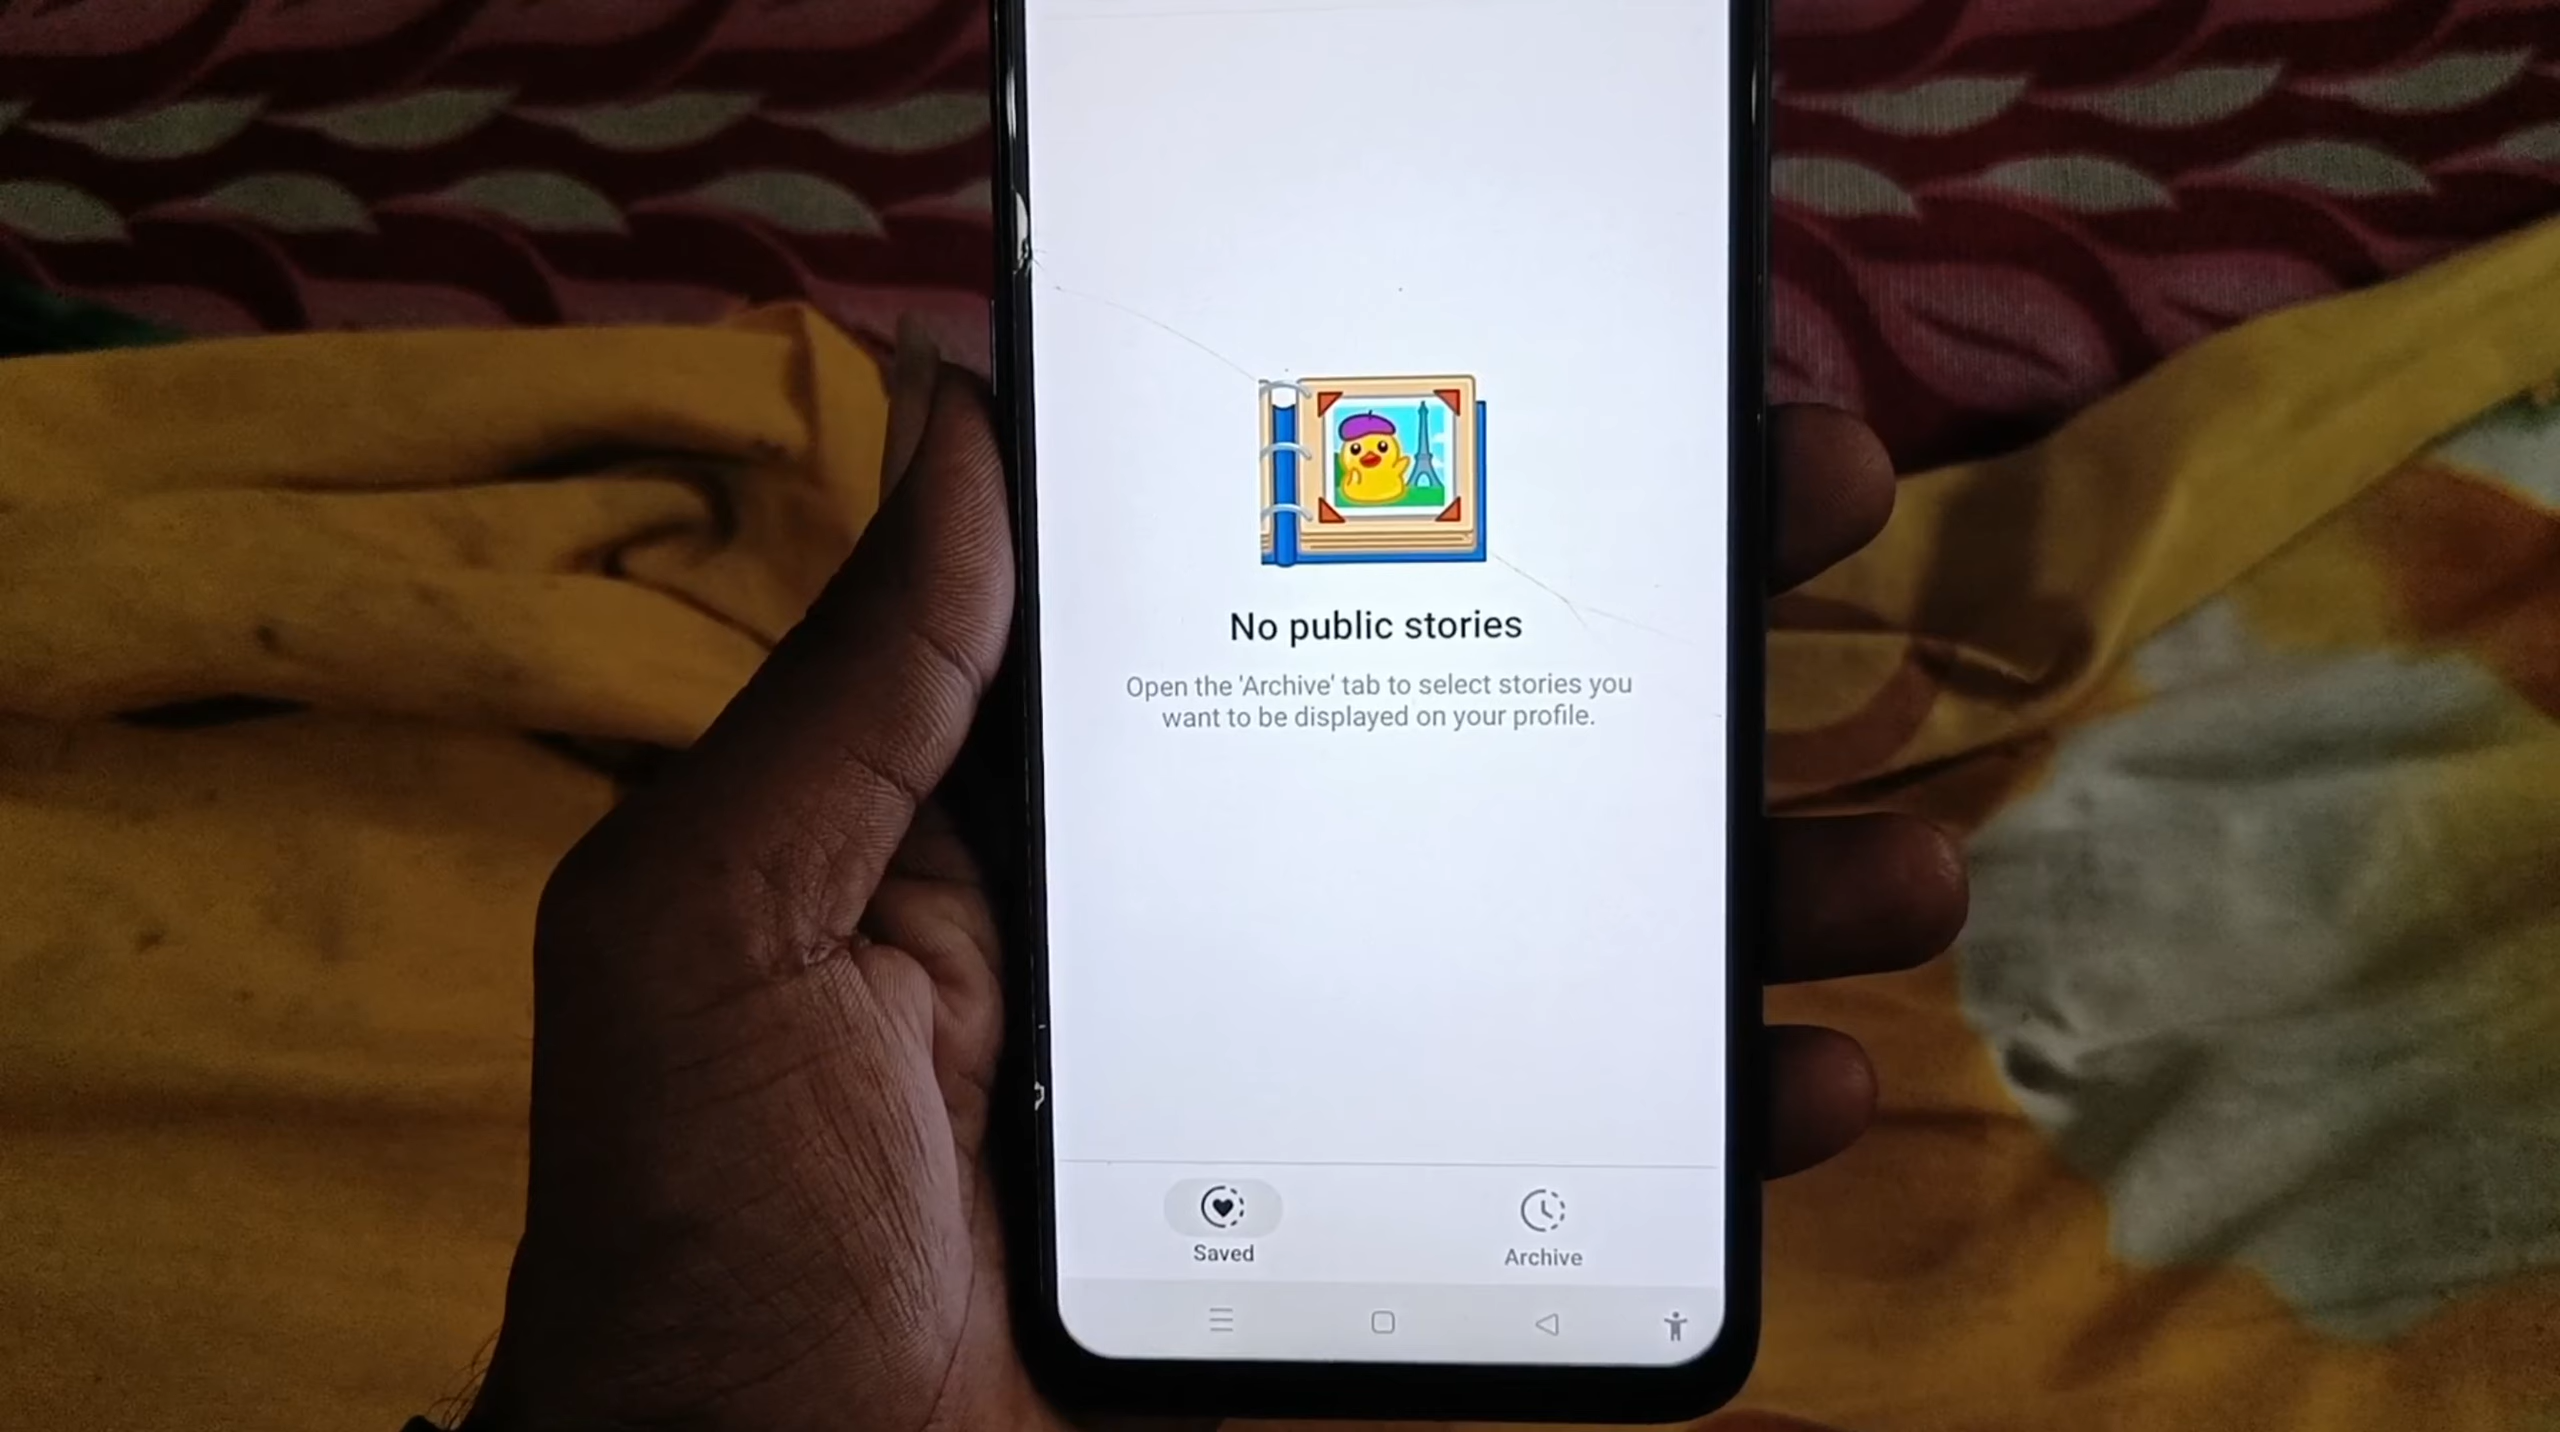 No public stories
Open the 'Archive' tab to select stories you
want to be displayed on your profile.
Saved
Archive